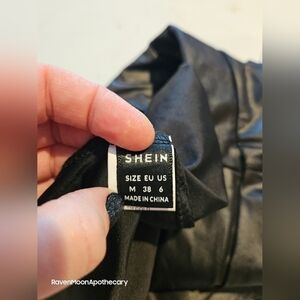 SHEIN
SIZE EU US
M 38 6
MADE IN CHINA
RavenMoonApothecary